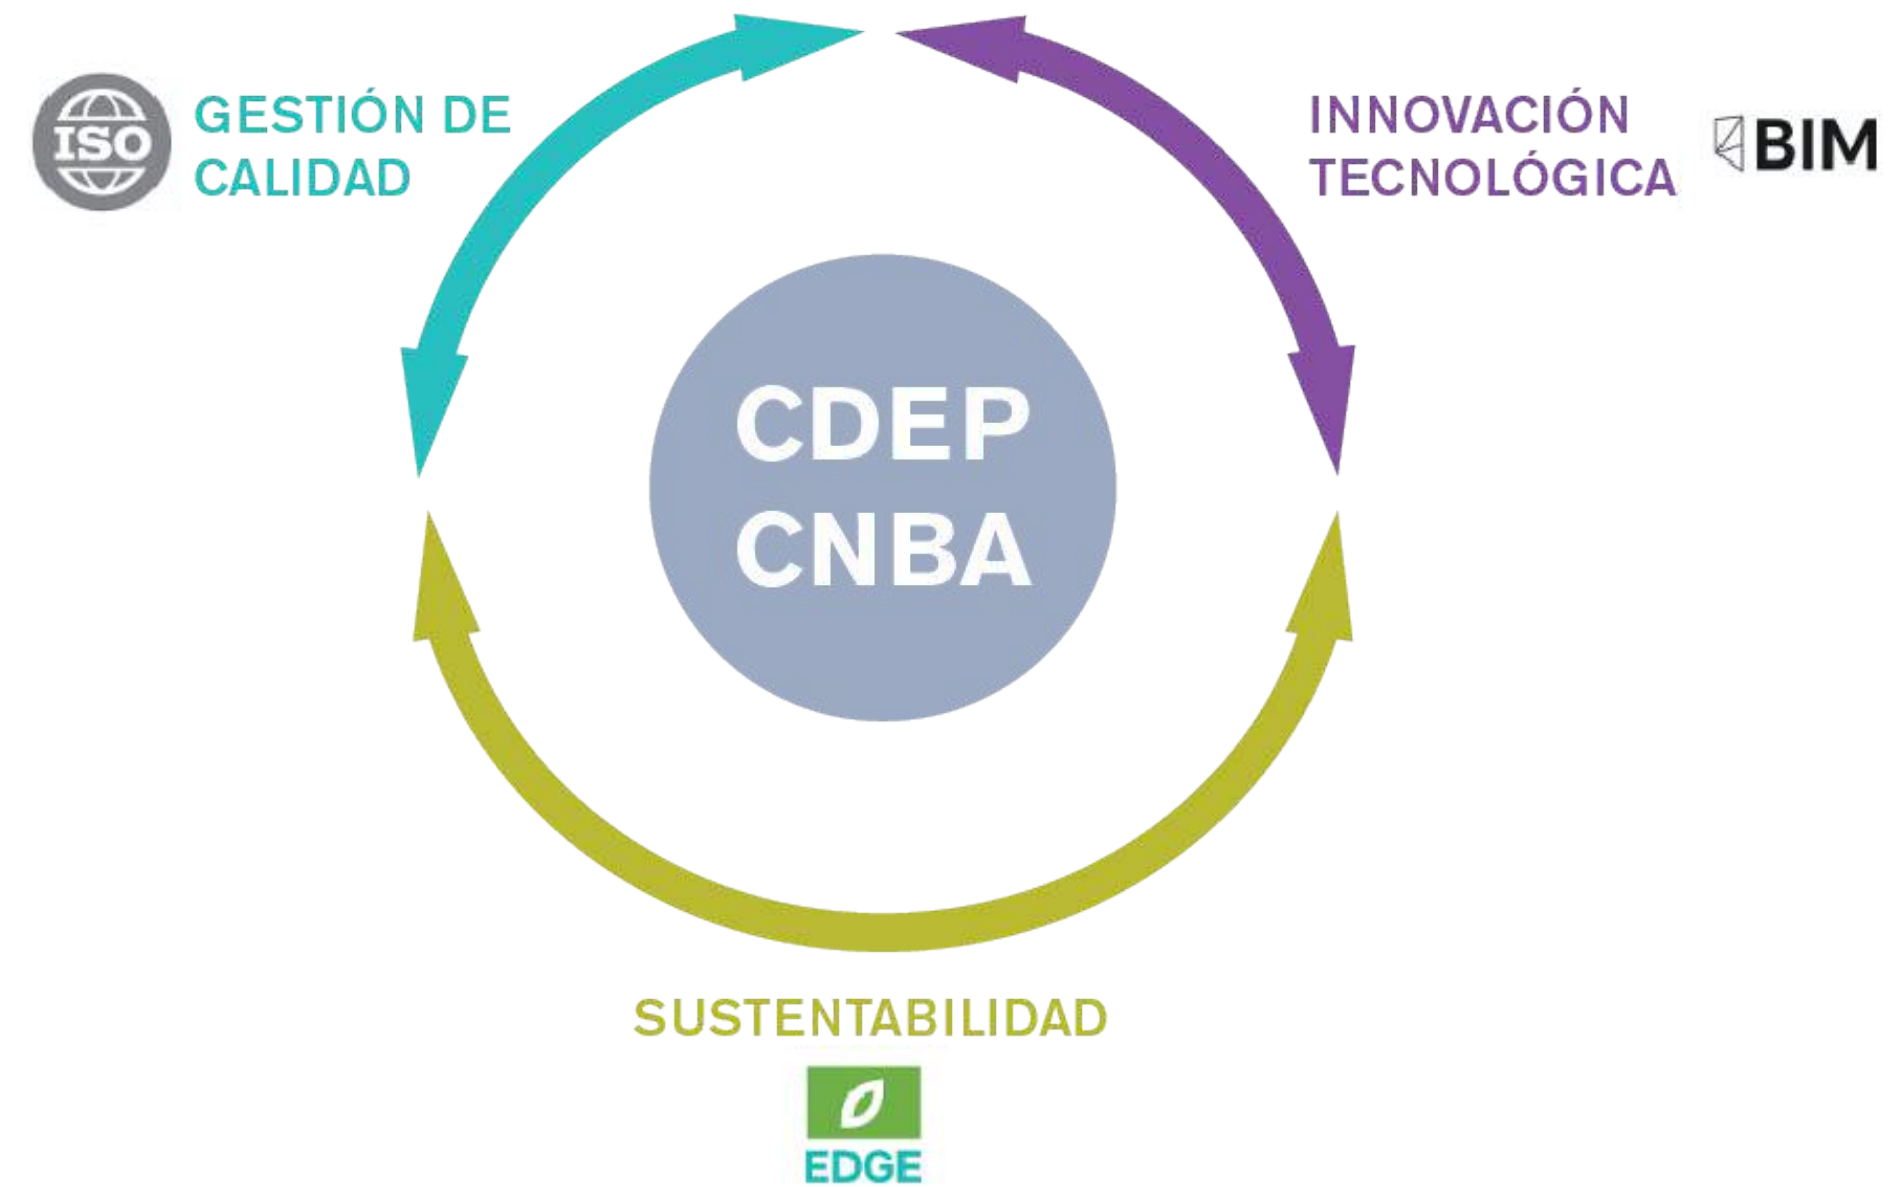 ISO
GESTIÓN DE
CALIDAD
INNOVACIÓN
TECNOLÓGICA
BIM
CDEP
CNBA
SUSTENTABILIDAD
EDGE